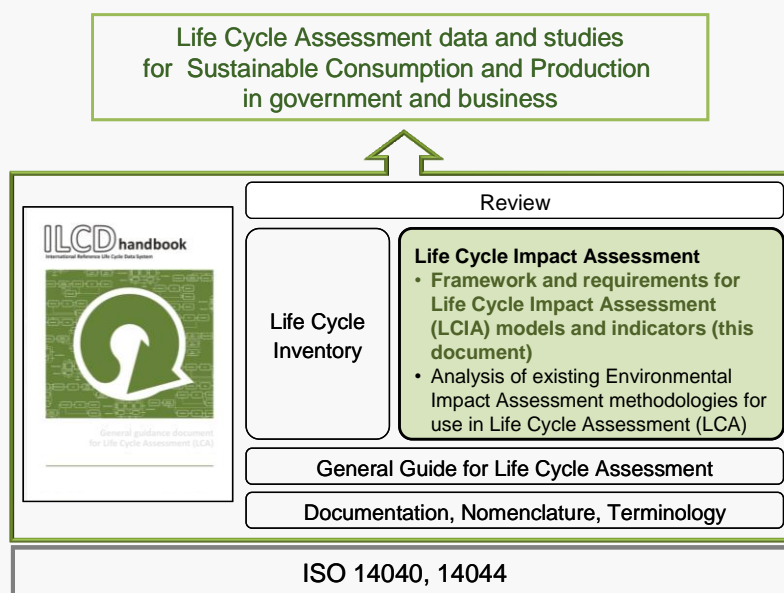 Life Cycle Assessment data and studies
for Sustainable Consumption and Production
in government and business
Review
ILCD handbook
International Reference Life Cycle Data System
General guidance document
for Life Cycle Assessment (LCA)
Life Cycle
Inventory
Life Cycle Impact Assessment
• Framework and requirements for
Life Cycle Impact Assessment
(LCIA) models and indicators (this
document)
• Analysis of existing Environmental
Impact Assessment methodologies for
use in Life Cycle Assessment (LCA)
General Guide for Life Cycle Assessment
Documentation, Nomenclature, Terminology
ISO 14040, 14044